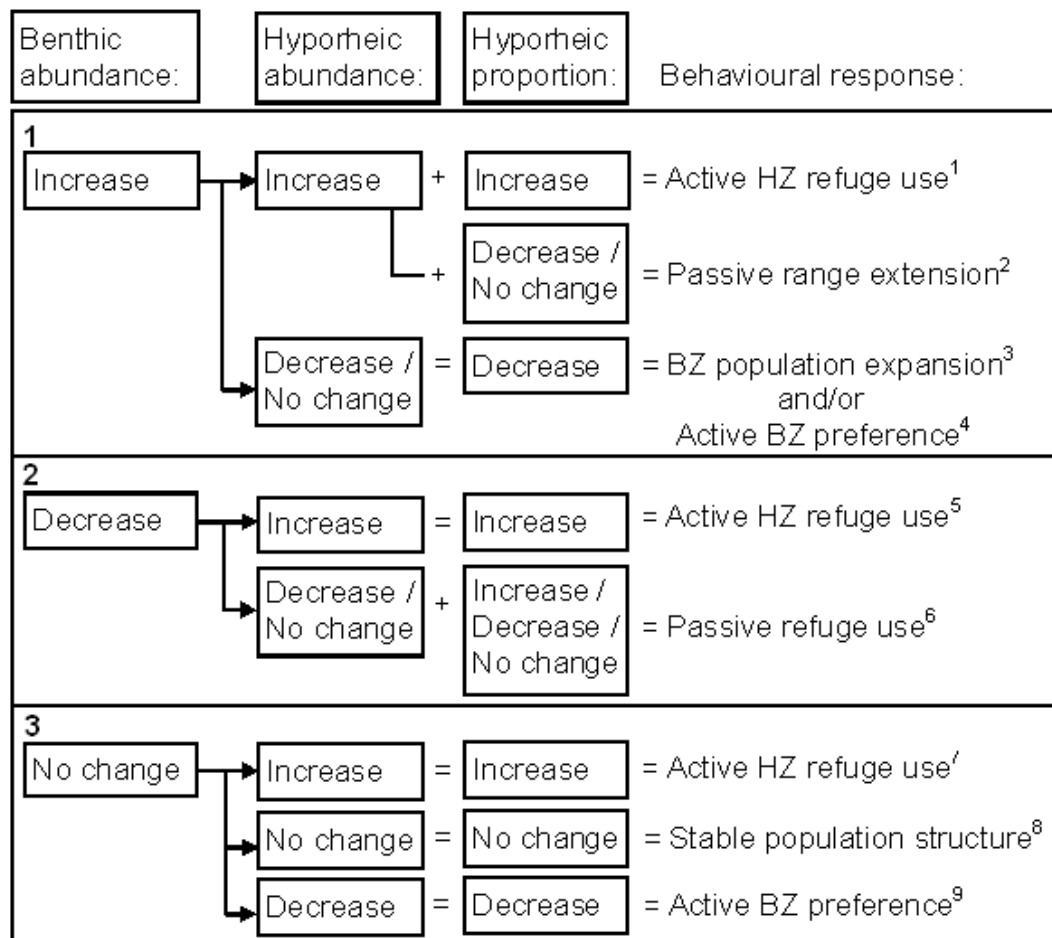 Benthic abundance:
Hyporheic abundance:
Hyporheic proportion:
Behavioural response:
1
Increase
Increase + Increase = Active HZ refuge use¹
+ Decrease / No change = Passive range extension²
Decrease / No change = Decrease = BZ population expansion³
and/or
Active BZ preference⁴
2
Decrease
Increase = Increase = Active HZ refuge use⁵
Decrease / No change + Increase / Decrease / No change = Passive refuge use⁶
3
No change
Increase = Increase = Active HZ refuge use⁷
No change = No change = Stable population structure⁸
Decrease = Decrease = Active BZ preference⁹